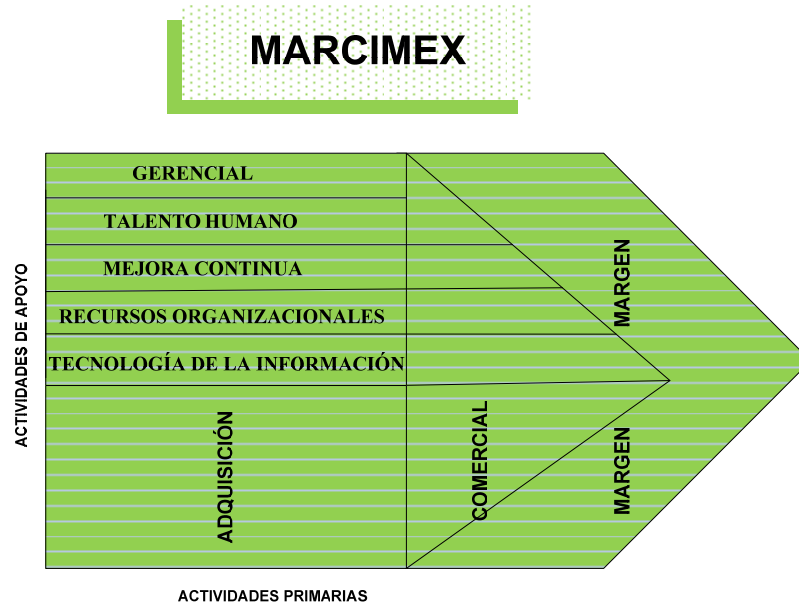 MARCIMEX
GERENCIAL
TALENTO HUMANO
MEJORA CONTINUA
RECURSOS ORGANIZACIONALES
TECNOLOGÍA DE LA INFORMACIÓN
ACTIVIDADES DE APOYO
MARGEN
ADQUISICIÓN
COMERCIAL
MARGEN
ACTIVIDADES PRIMARIAS